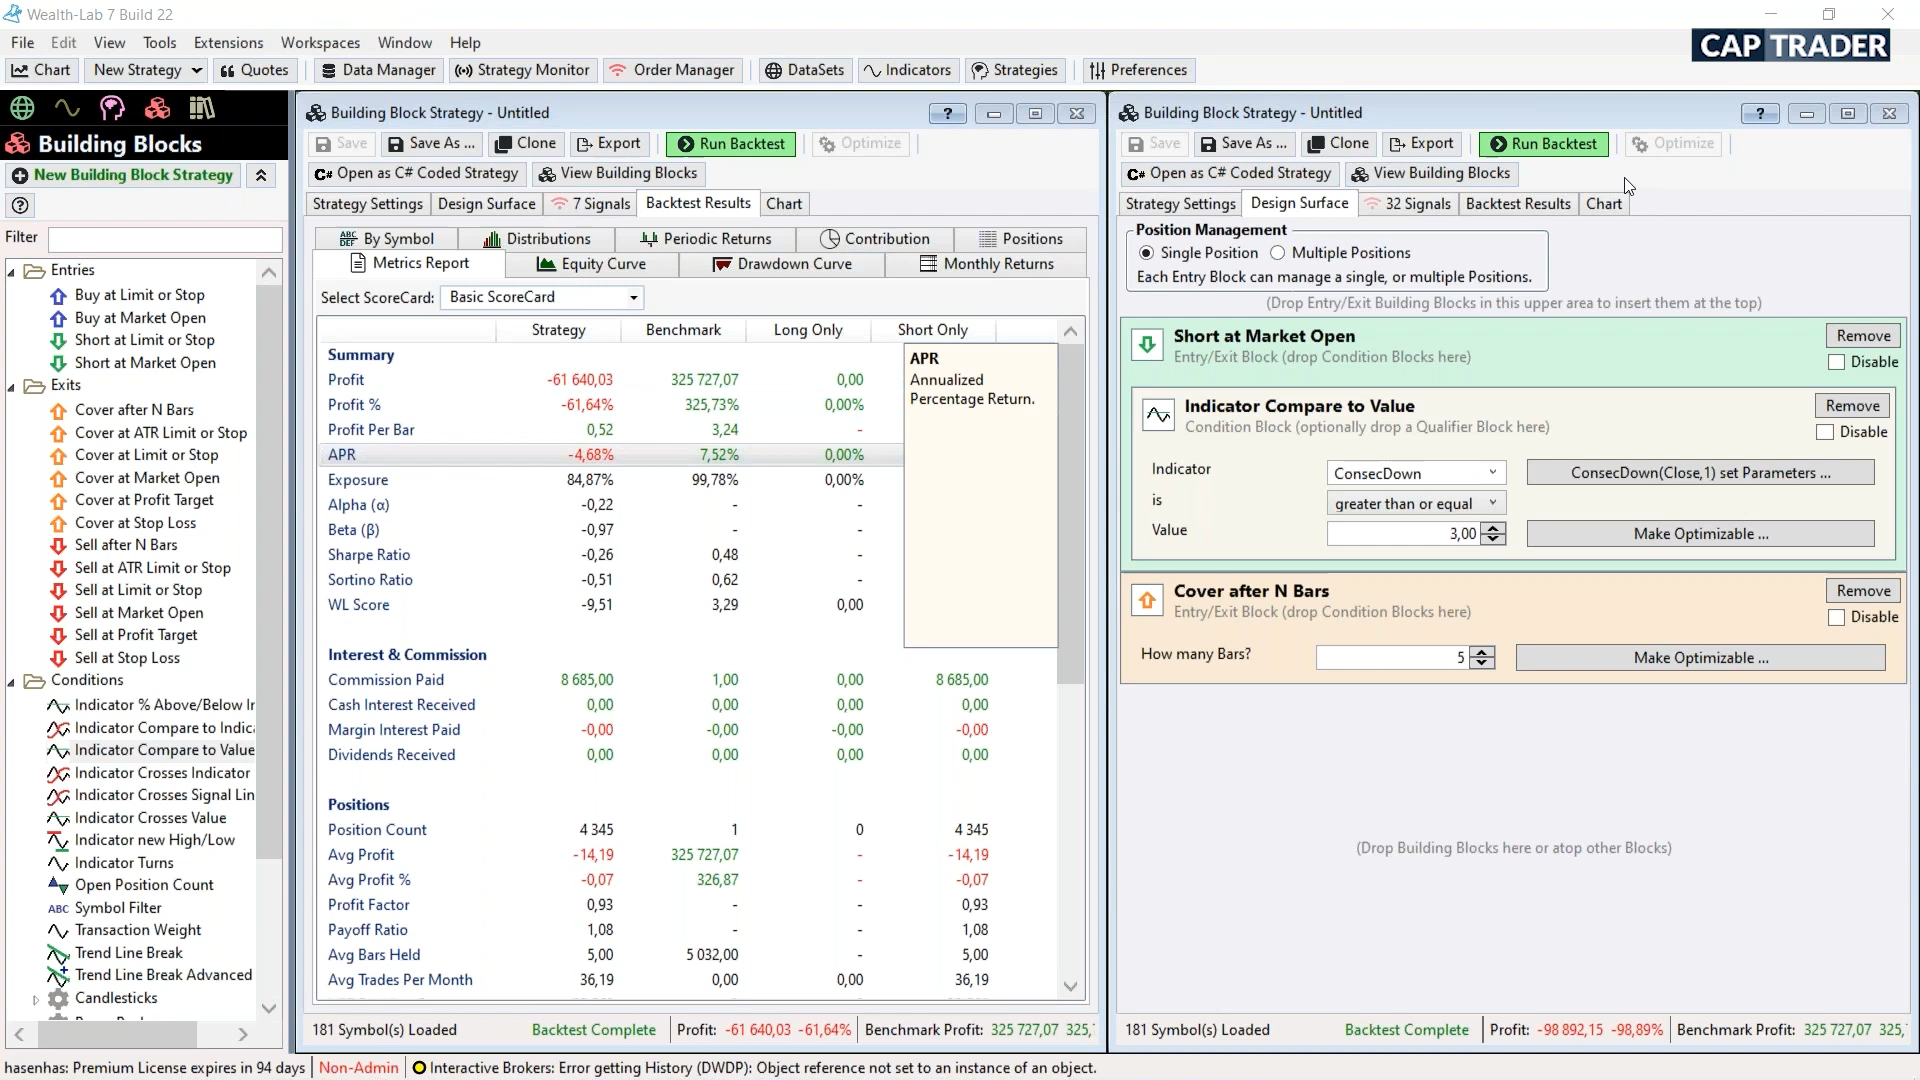 Wealth-Lab 7 Build 22
File Edit View Tools Extensions Workspaces Window Help
CAP TRADER
Chart New Strategy Quotes Data Manager Strategy Monitor Order Manager DataSets Indicators Strategies Preferences
Building Blocks
New Building Block Strategy
Filter
Entries
Buy at Limit or Stop
Buy at Market Open
Short at Limit or Stop
Short at Market Open
Exits
Cover after N Bars
Cover at ATR Limit or Stop
Cover at Limit or Stop
Cover at Market Open
Cover at Profit Target
Cover at Stop Loss
Sell after N Bars
Sell at ATR Limit or Stop
Sell at Limit or Stop
Sell at Market Open
Sell at Profit Target
Sell at Stop Loss
Conditions
Indicator % Above/Below Ir
Indicator Compare to Indic
Indicator Compare to Value
Indicator Crosses Indicator
Indicator Crosses Signal Lin
Indicator Crosses Value
Indicator new High/Low
Indicator Turns
Open Position Count
ABC Symbol Filter
Transaction Weight
Trend Line Break
Trend Line Break Advanced
Candlesticks
Building Block Strategy - Untitled ?
Save Save As ... Clone Export Run Backtest Optimize
C# Open as C# Coded Strategy View Building Blocks
Strategy Settings Design Surface 7 Signals Backtest Results Chart
ABC DEF By Symbol Distributions Periodic Returns Contribution Positions
Metrics Report Equity Curve Drawdown Curve Monthly Returns
Select ScoreCard: Basic ScoreCard
Strategy Benchmark Long Only Short Only
Summary
Profit -61 640,03 325 727,07 0,00
Profit % -61,64% 325,73% 0,00%
Profit Per Bar 0,52 3,24 -
APR -4,68% 7,52% 0,00%
Exposure 84,87% 99,78% 0,00%
Alpha (α) -0,22 - -
Beta (β) -0,97 - -
Sharpe Ratio -0,26 0,48 -
Sortino Ratio -0,51 0,62 -
WL Score -9,51 3,29 0,00
APR
Annualized
Percentage Return.
Interest & Commission
Commission Paid 8 685,00 1,00 0,00 8 685,00
Cash Interest Received 0,00 0,00 0,00 0,00
Margin Interest Paid -0,00 -0,00 -0,00 -0,00
Dividends Received 0,00 0,00 0,00 0,00
Positions
Position Count 4 345 1 0 4 345
Avg Profit -14,19 325 727,07 - -14,19
Avg Profit % -0,07 326,87 - -0,07
Profit Factor 0,93 - - 0,93
Payoff Ratio 1,08 - - 1,08
Avg Bars Held 5,00 5 032,00 - 5,00
Avg Trades Per Month 36,19 0,00 0,00 36,19
181 Symbol(s) Loaded Backtest Complete Profit: -61 640,03 -61,64% Benchmark Profit: 325 727,07 325,
Building Block Strategy - Untitled ?
Save Save As ... Clone Export Run Backtest Optimize
C# Open as C# Coded Strategy View Building Blocks
Strategy Settings Design Surface 32 Signals Backtest Results Chart
Position Management
Single Position Multiple Positions
Each Entry Block can manage a single, or multiple Positions.
(Drop Entry/Exit Building Blocks in this upper area to insert them at the top)
Short at Market Open Remove
Entry/Exit Block (drop Condition Blocks here) Disable
Indicator Compare to Value Remove
Condition Block (optionally drop a Qualifier Block here) Disable
Indicator ConsecDown ConsecDown(Close,1) set Parameters ...
is greater than or equal
Value 3,00 Make Optimizable ...
Cover after N Bars Remove
Entry/Exit Block (drop Condition Blocks here) Disable
How many Bars? 5 Make Optimizable ...
(Drop Building Blocks here or atop other Blocks)
181 Symbol(s) Loaded Backtest Complete Profit: -98 892,15 -98,89% Benchmark Profit: 325 727,07 325,
hasenhas: Premium License expires in 94 days Non-Admin Interactive Brokers: Error getting History (DWDP): Object reference not set to an instance of an object.